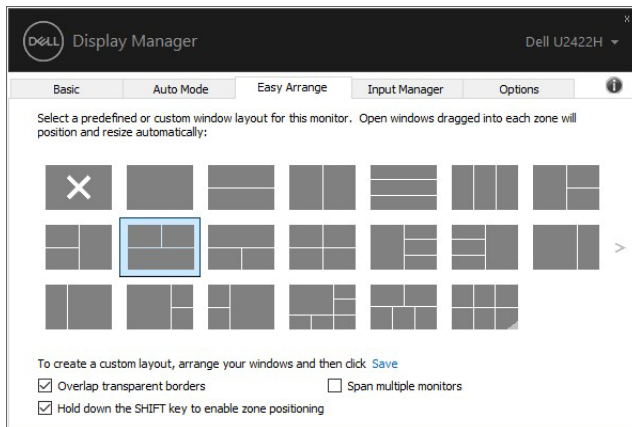 x
DELL Display Manager Dell U2422H
Basic Auto Mode Easy Arrange Input Manager Options i
Select a predefined or custom window layout for this monitor. Open windows dragged into each zone will
position and resize automatically:
>
To create a custom layout, arrange your windows and then click Save
Overlap transparent borders Span multiple monitors
Hold down the SHIFT key to enable zone positioning